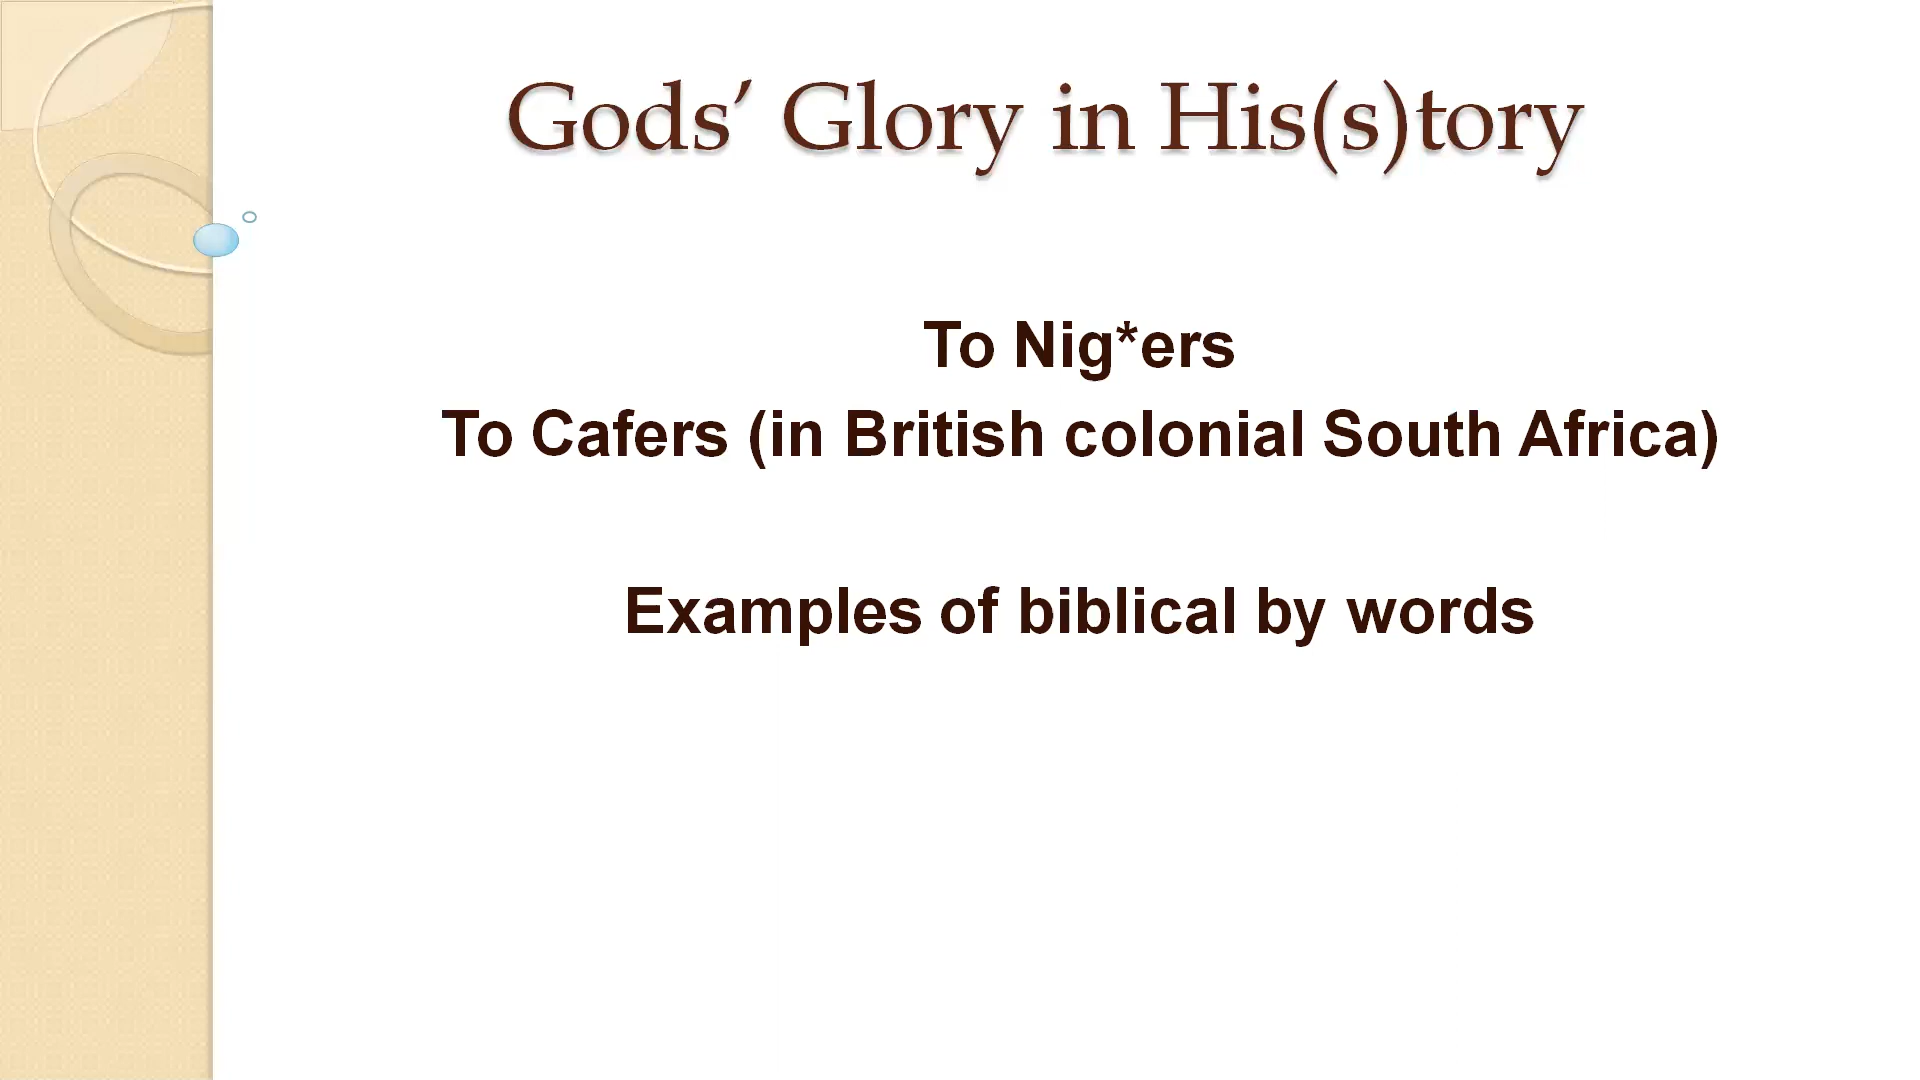 Gods’ Glory in His(s)tory
To Nig*ers
To Cafers (in British colonial South Africa)
Examples of biblical by words